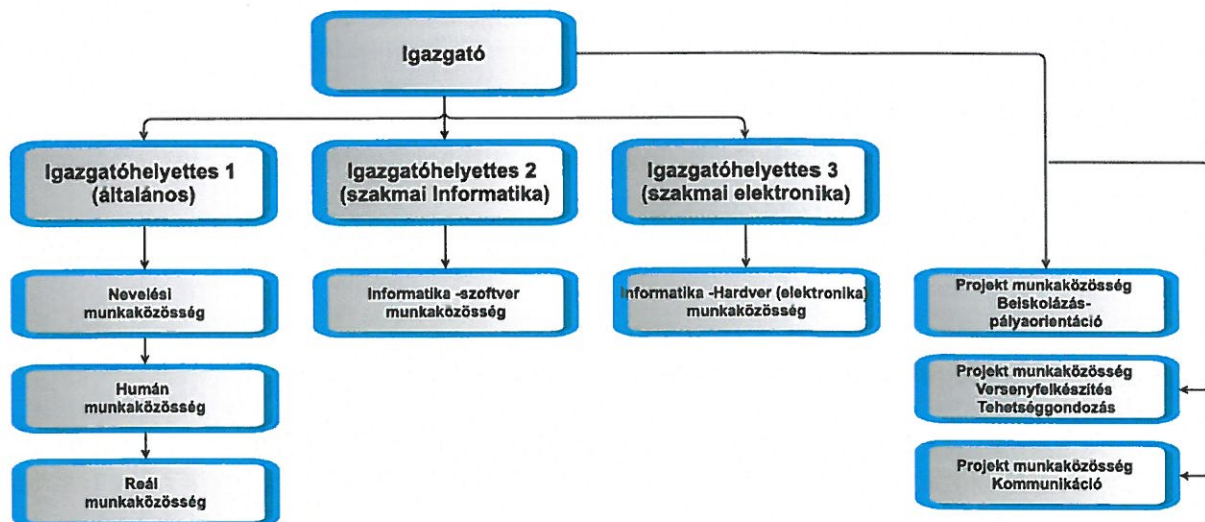 Igazgató
Igazgatóhelyettes 1
(általános)
Igazgatóhelyettes 2
(szakmai Informatika)
Igazgatóhelyettes 3
(szakmai elektronika)
Nevelési
munkaközösség
Informatika -szoftver
munkaközösség
Informatika -Hardver (elektronika)
munkaközösség
Projekt munkaközösség
Beiskolázás-
pályaorientáció
Humán
munkaközösség
Projekt munkaközösség
Versenyfelkészítés
Tehetséggondozás
Reál
munkaközösség
Projekt munkaközösség
Kommunikáció